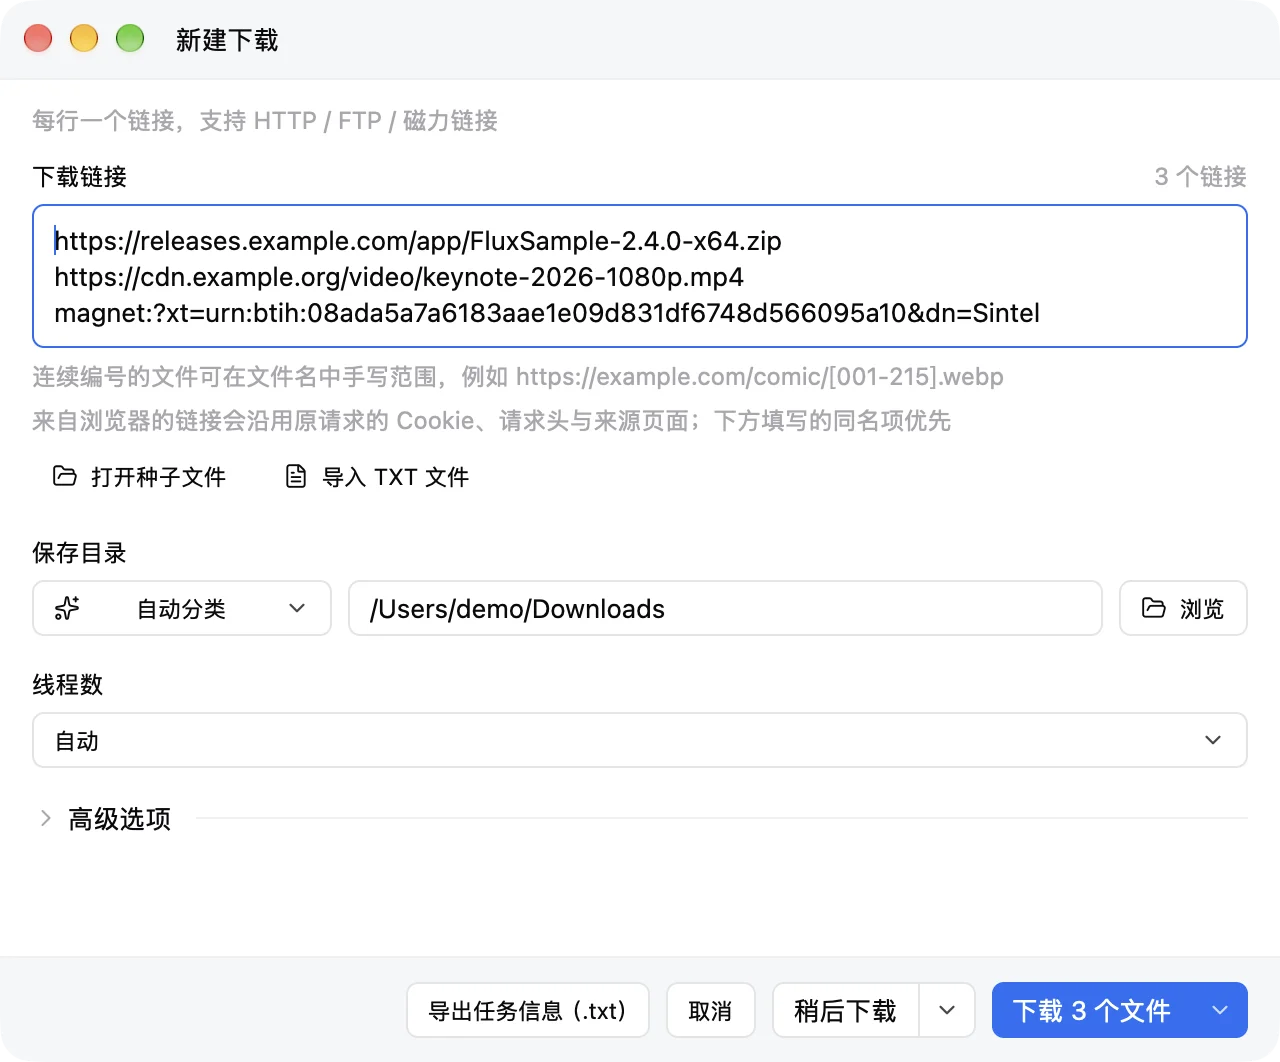 新建下载
每行一个链接，支持 HTTP / FTP / 磁力链接
下载链接
3 个链接
https://releases.example.com/app/FluxSample-2.4.0-x64.zip
https://cdn.example.org/video/keynote-2026-1080p.mp4
magnet:?xt=urn:btih:08ada5a7a6183aae1e09d831df6748d566095a10&dn=Sintel
连续编号的文件可在文件名中手写范围，例如 https://example.com/comic/[001-215].webp
来自浏览器的链接会沿用原请求的 Cookie、请求头与来源页面；下方填写的同名项优先
打开种子文件
导入 TXT 文件
保存目录
自动分类
/Users/demo/Downloads
浏览
线程数
自动
高级选项
导出任务信息 (.txt)
取消
稍后下载
下载 3 个文件